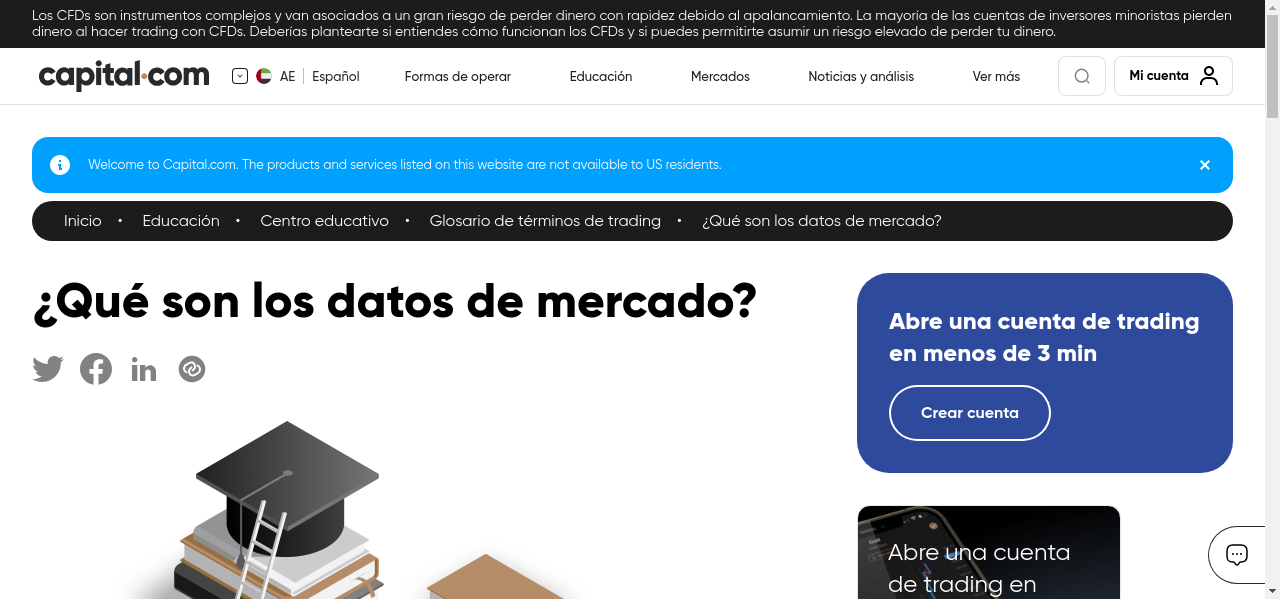 Los CFDs son instrumentos complejos y van asociados a un gran riesgo de perder dinero con rapidez debido al apalancamiento. La mayoría de las cuentas de inversores minoristas pierden
dinero al hacer trading con CFDs. Deberías plantearte si entiendes cómo funcionan los CFDs y si puedes permitirte asumir un riesgo elevado de perder tu dinero.
capital.com
AE
Español
Formas de operar
Educación
Mercados
Noticias y análisis
Ver más
Mi cuenta
Welcome to Capital.com. The products and services listed on this website are not available to US residents.
Inicio • Educación • Centro educativo • Glosario de términos de trading • ¿Qué son los datos de mercado?
¿Qué son los datos de mercado?
Abre una cuenta de trading
en menos de 3 min
Crear cuenta
Abre una cuenta
de trading en